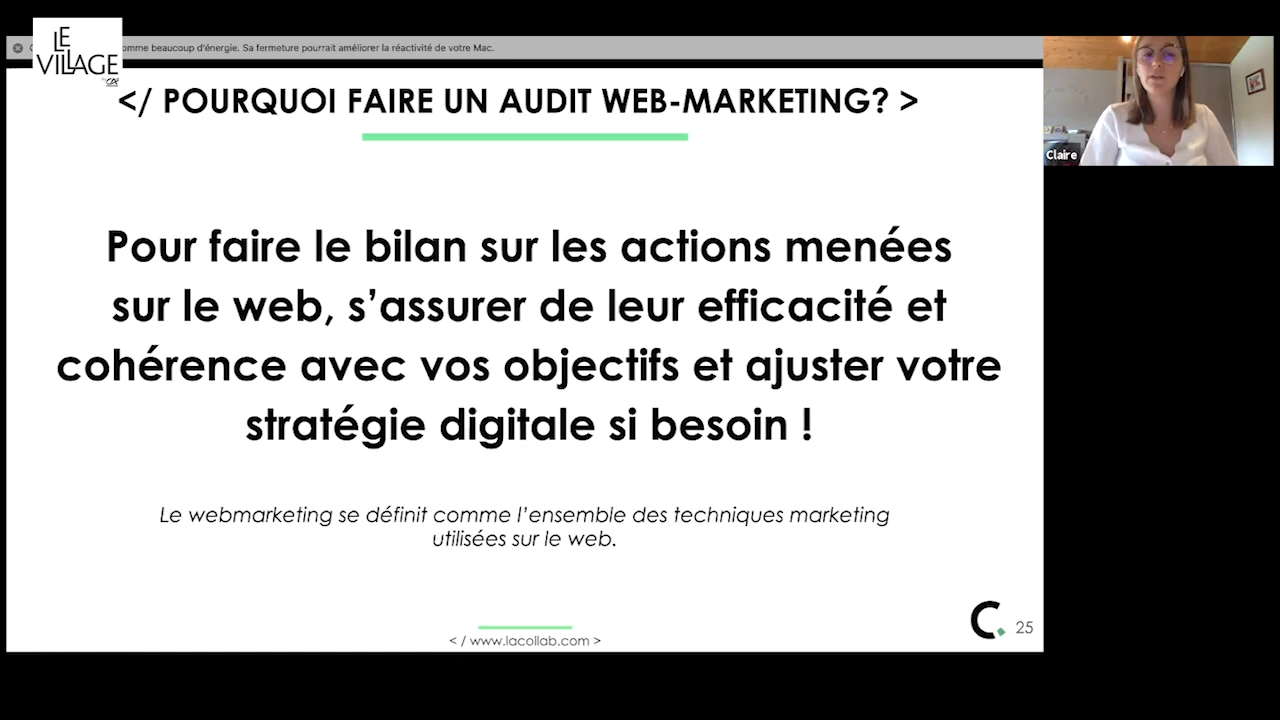 LE
VILLAGE
by CA
omme beaucoup d'énergie. Sa fermeture pourrait améliorer la réactivité de votre Mac.
</ POURQUOI FAIRE UN AUDIT WEB-MARKETING? >
Pour faire le bilan sur les actions menées
sur le web, s'assurer de leur efficacité et
cohérence avec vos objectifs et ajuster votre
stratégie digitale si besoin !
Le webmarketing se définit comme l'ensemble des techniques marketing
utilisées sur le web.
</ www.lacollab.com >
C.
25
Claire